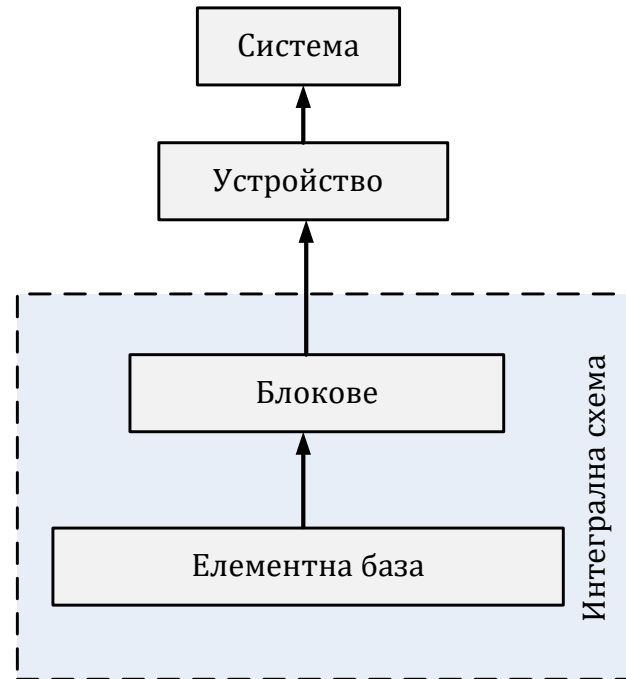 Система
Устройство
Блокове
Елементна база
Интегрална схема